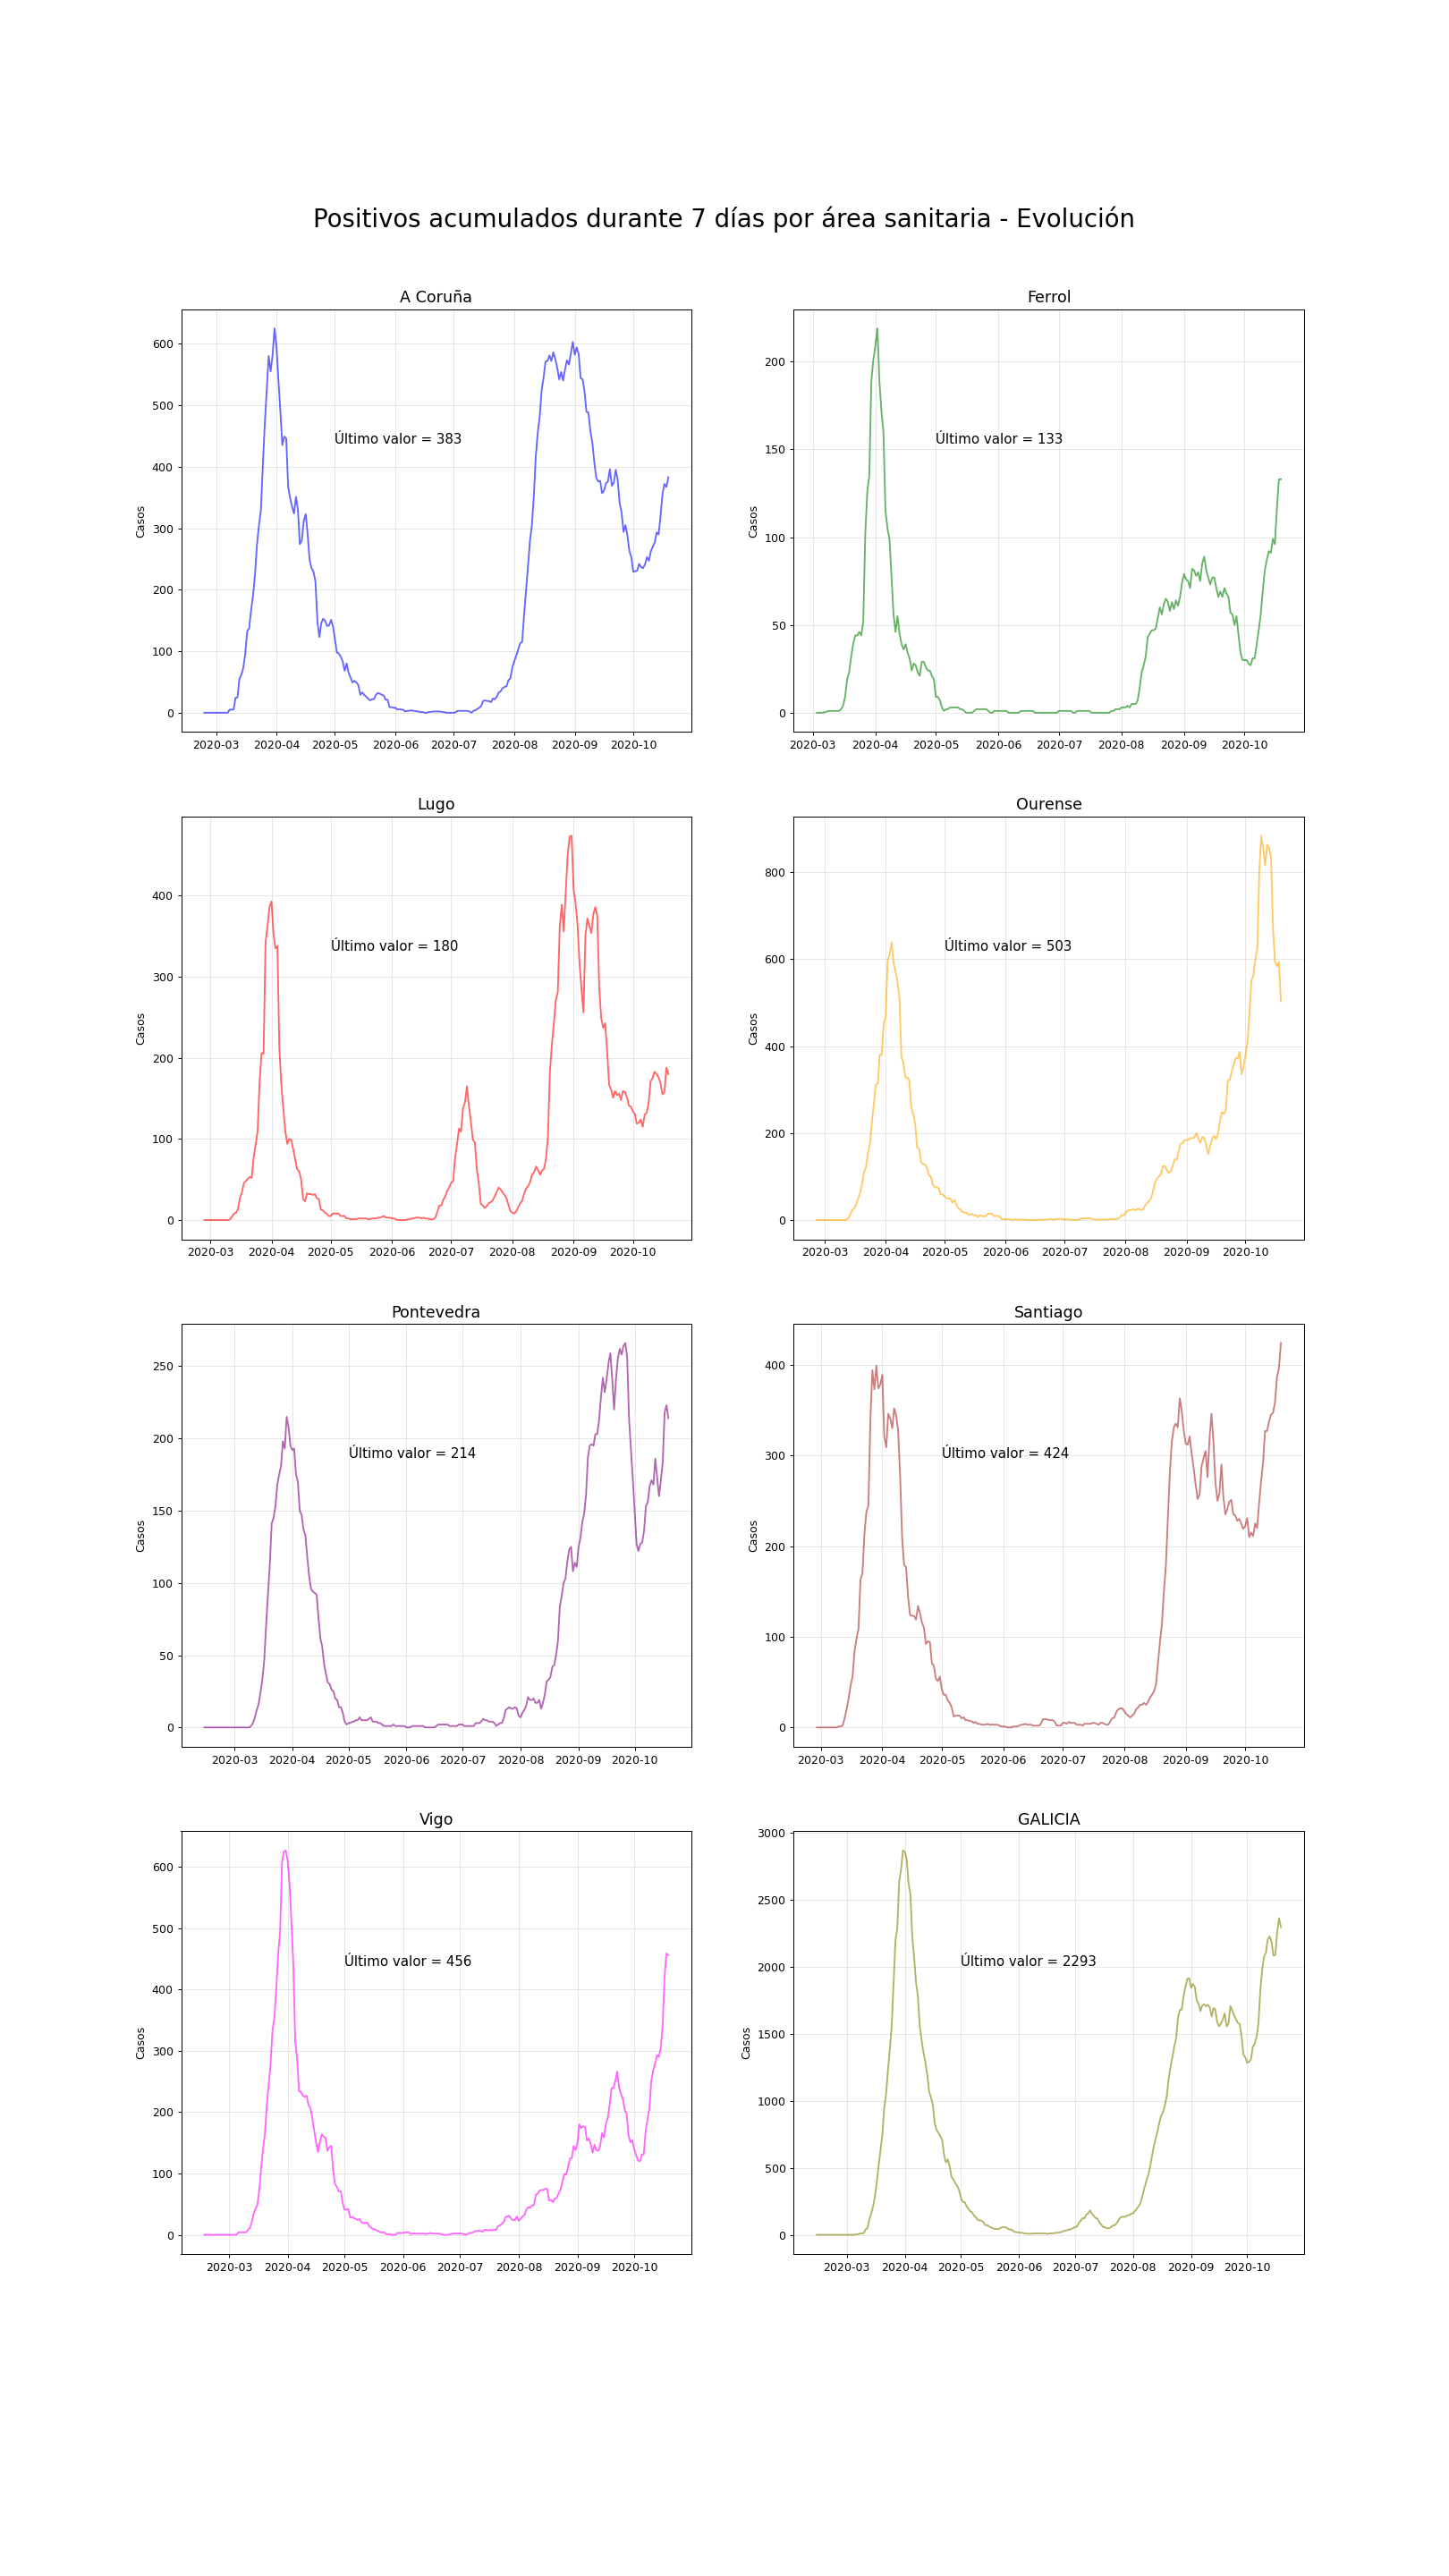 Positivos acumulados durante 7 días por área sanitaria - Evolución
A Coruña
Casos
600
500
400
300
200
100
0
Último valor = 383
2020-03 2020-04 2020-05 2020-06 2020-07 2020-08 2020-09 2020-10
Ferrol
Casos
200
150
100
50
0
Último valor = 133
2020-03 2020-04 2020-05 2020-06 2020-07 2020-08 2020-09 2020-10
Lugo
Casos
400
300
200
100
0
Último valor = 180
2020-03 2020-04 2020-05 2020-06 2020-07 2020-08 2020-09 2020-10
Ourense
Casos
800
600
400
200
0
Último valor = 503
2020-03 2020-04 2020-05 2020-06 2020-07 2020-08 2020-09 2020-10
Pontevedra
Casos
250
200
150
100
50
0
Último valor = 214
2020-03 2020-04 2020-05 2020-06 2020-07 2020-08 2020-09 2020-10
Santiago
Casos
400
300
200
100
0
Último valor = 424
2020-03 2020-04 2020-05 2020-06 2020-07 2020-08 2020-09 2020-10
Vigo
Casos
600
500
400
300
200
100
0
Último valor = 456
2020-03 2020-04 2020-05 2020-06 2020-07 2020-08 2020-09 2020-10
GALICIA
Casos
3000
2500
2000
1500
1000
500
0
Último valor = 2293
2020-03 2020-04 2020-05 2020-06 2020-07 2020-08 2020-09 2020-10